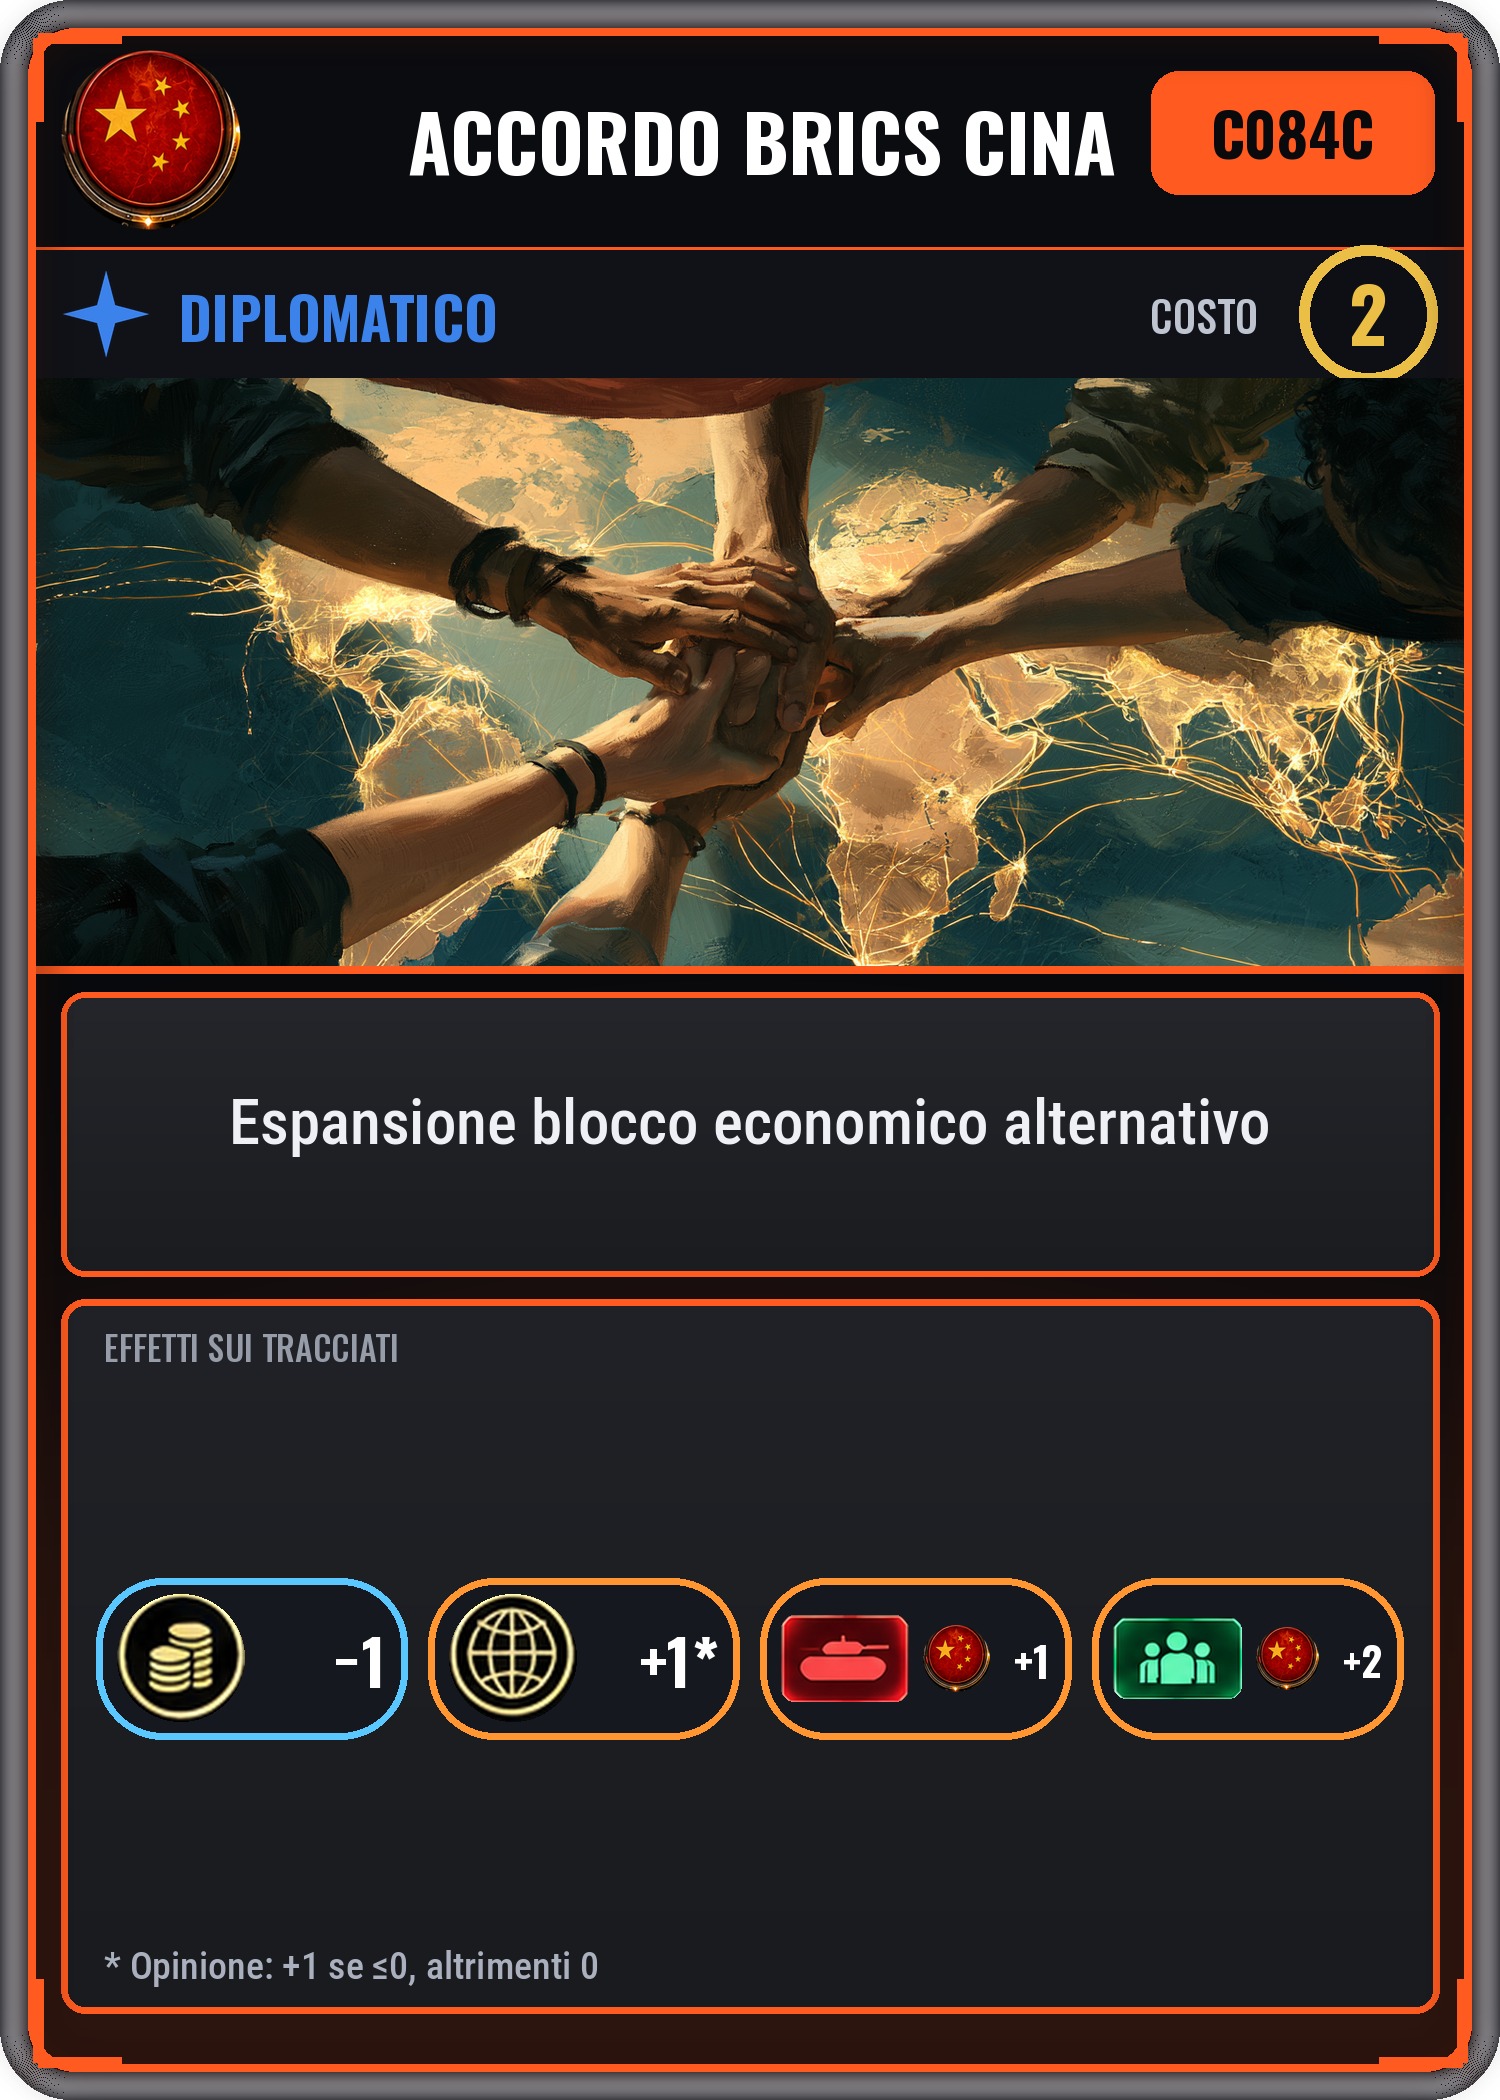 ACCORDO BRICS CINA
C084C
DIPLOMATICO
COSTO
2
Espansione blocco economico alternativo
EFFETTI SUI TRACCIATI
-1
+1*
+1
+2
* Opinione: +1 se ≤0, altrimenti 0